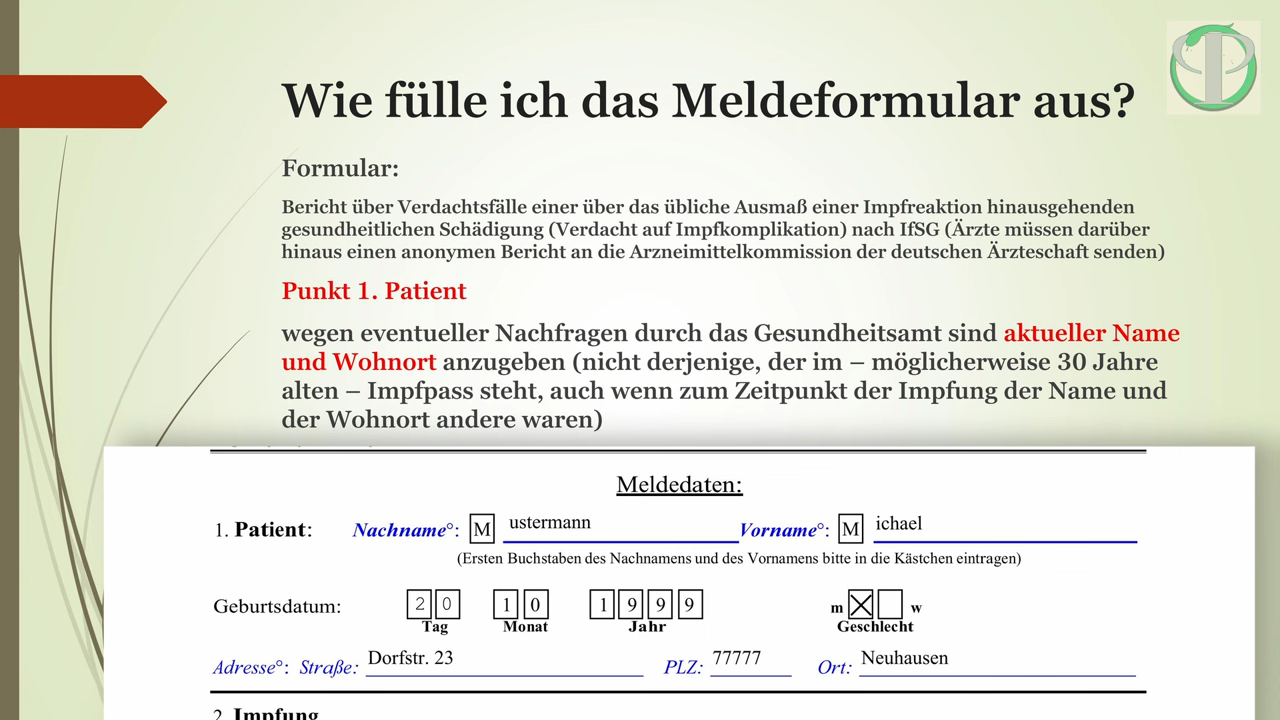 Wie fülle ich das Meldeformular aus?
Formular:
Bericht über Verdachtsfälle einer über das übliche Ausmaß einer Impfreaktion hinausgehenden
gesundheitlichen Schädigung (Verdacht auf Impfkomplikation) nach IfSG (Ärzte müssen darüber
hinaus einen anonymen Bericht an die Arzneimittelkommission der deutschen Ärzteschaft senden)
Punkt 1. Patient
wegen eventueller Nachfragen durch das Gesundheitsamt sind aktueller Name
und Wohnort anzugeben (nicht derjenige, der im – möglicherweise 30 Jahre
alten – Impfpass steht, auch wenn zum Zeitpunkt der Impfung der Name und
der Wohnort andere waren)
Meldedaten:
1. Patient: Nachname°: M ustermann Vorname°: M ichael
(Ersten Buchstaben des Nachnamens und des Vornamens bitte in die Kästchen eintragen)
Geburtsdatum: 2 0 1 0 1 9 9 9 m w
Tag Monat Jahr Geschlecht
Adresse°: Straße: Dorfstr. 23 PLZ: 77777 Ort: Neuhausen
2. Impfung